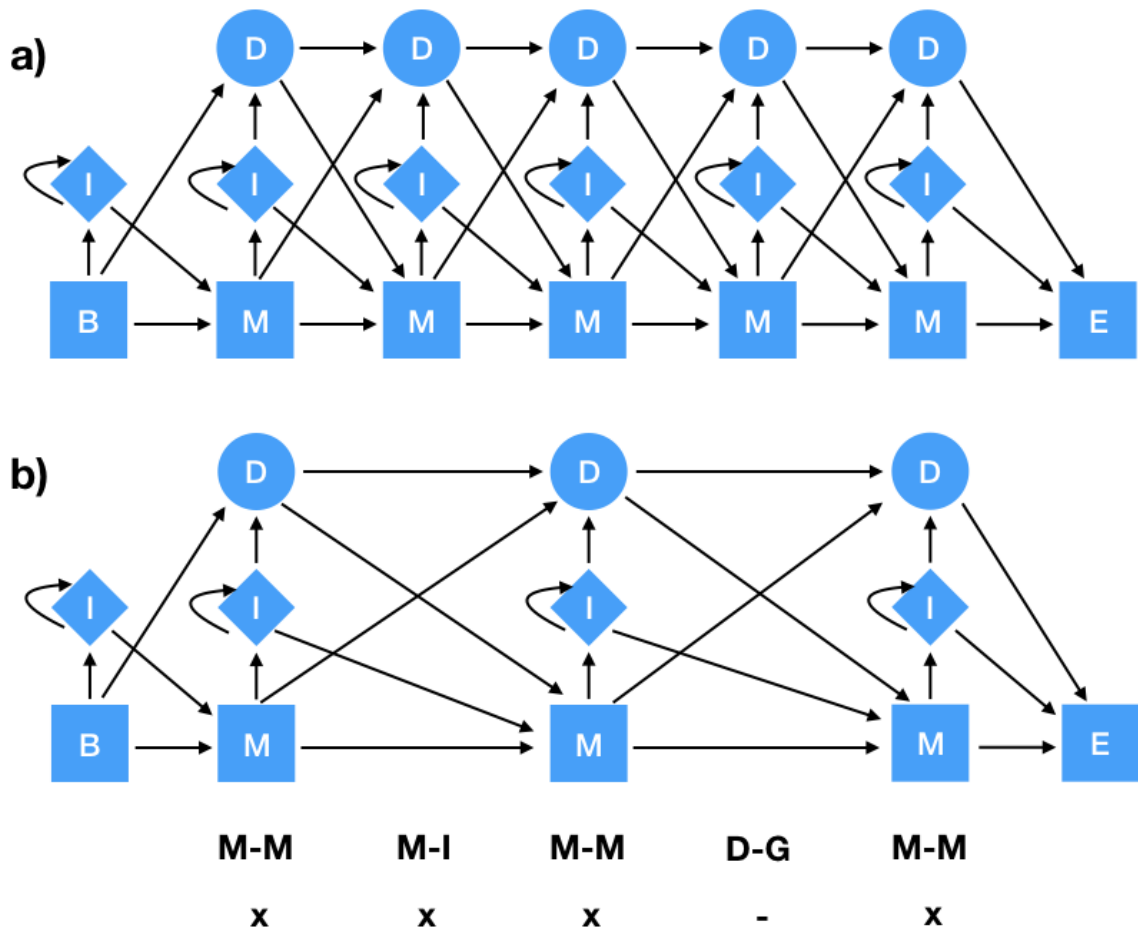 a)
D D D D D
I I I I I I
B M M M M M E
b)
D D D
I I I I
B M M M E
M-M M-I M-M D-G M-M
x x x - x